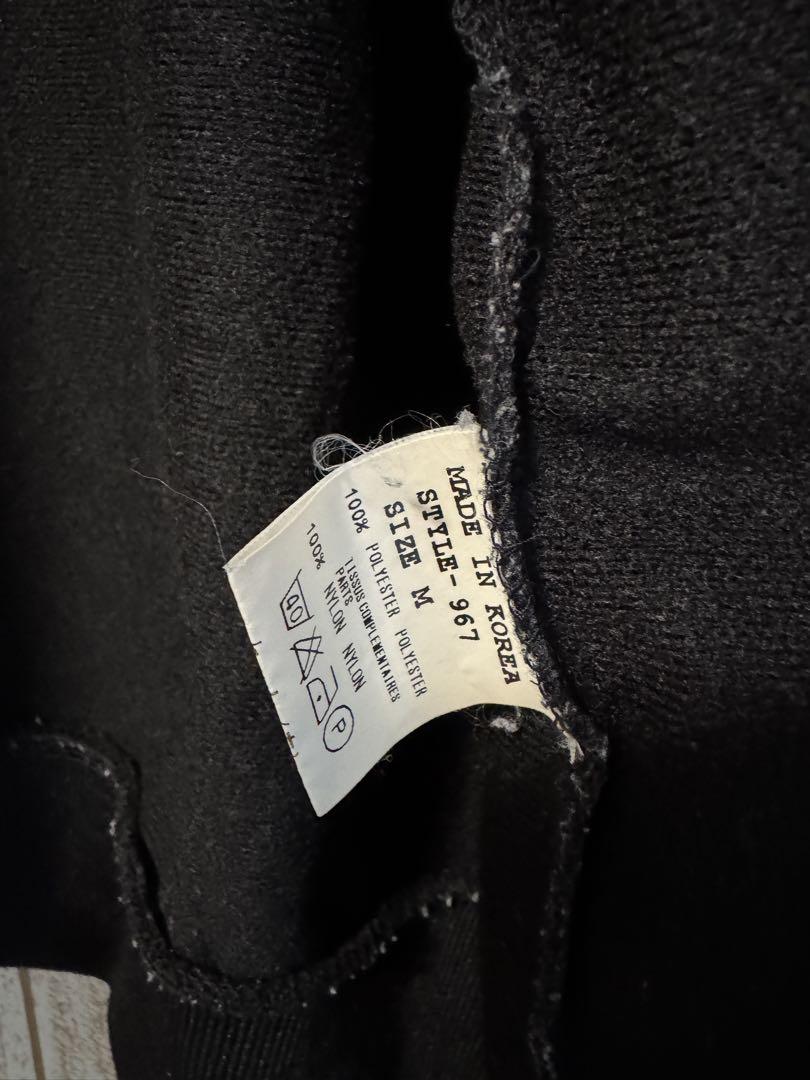 MADE IN KOREA
STYLE- 967
SIZE M
100% POLYESTER POLYESTER
TISSUS COMPLEMENTAIRES
PARTS
100% NYLON NYLON
40
P